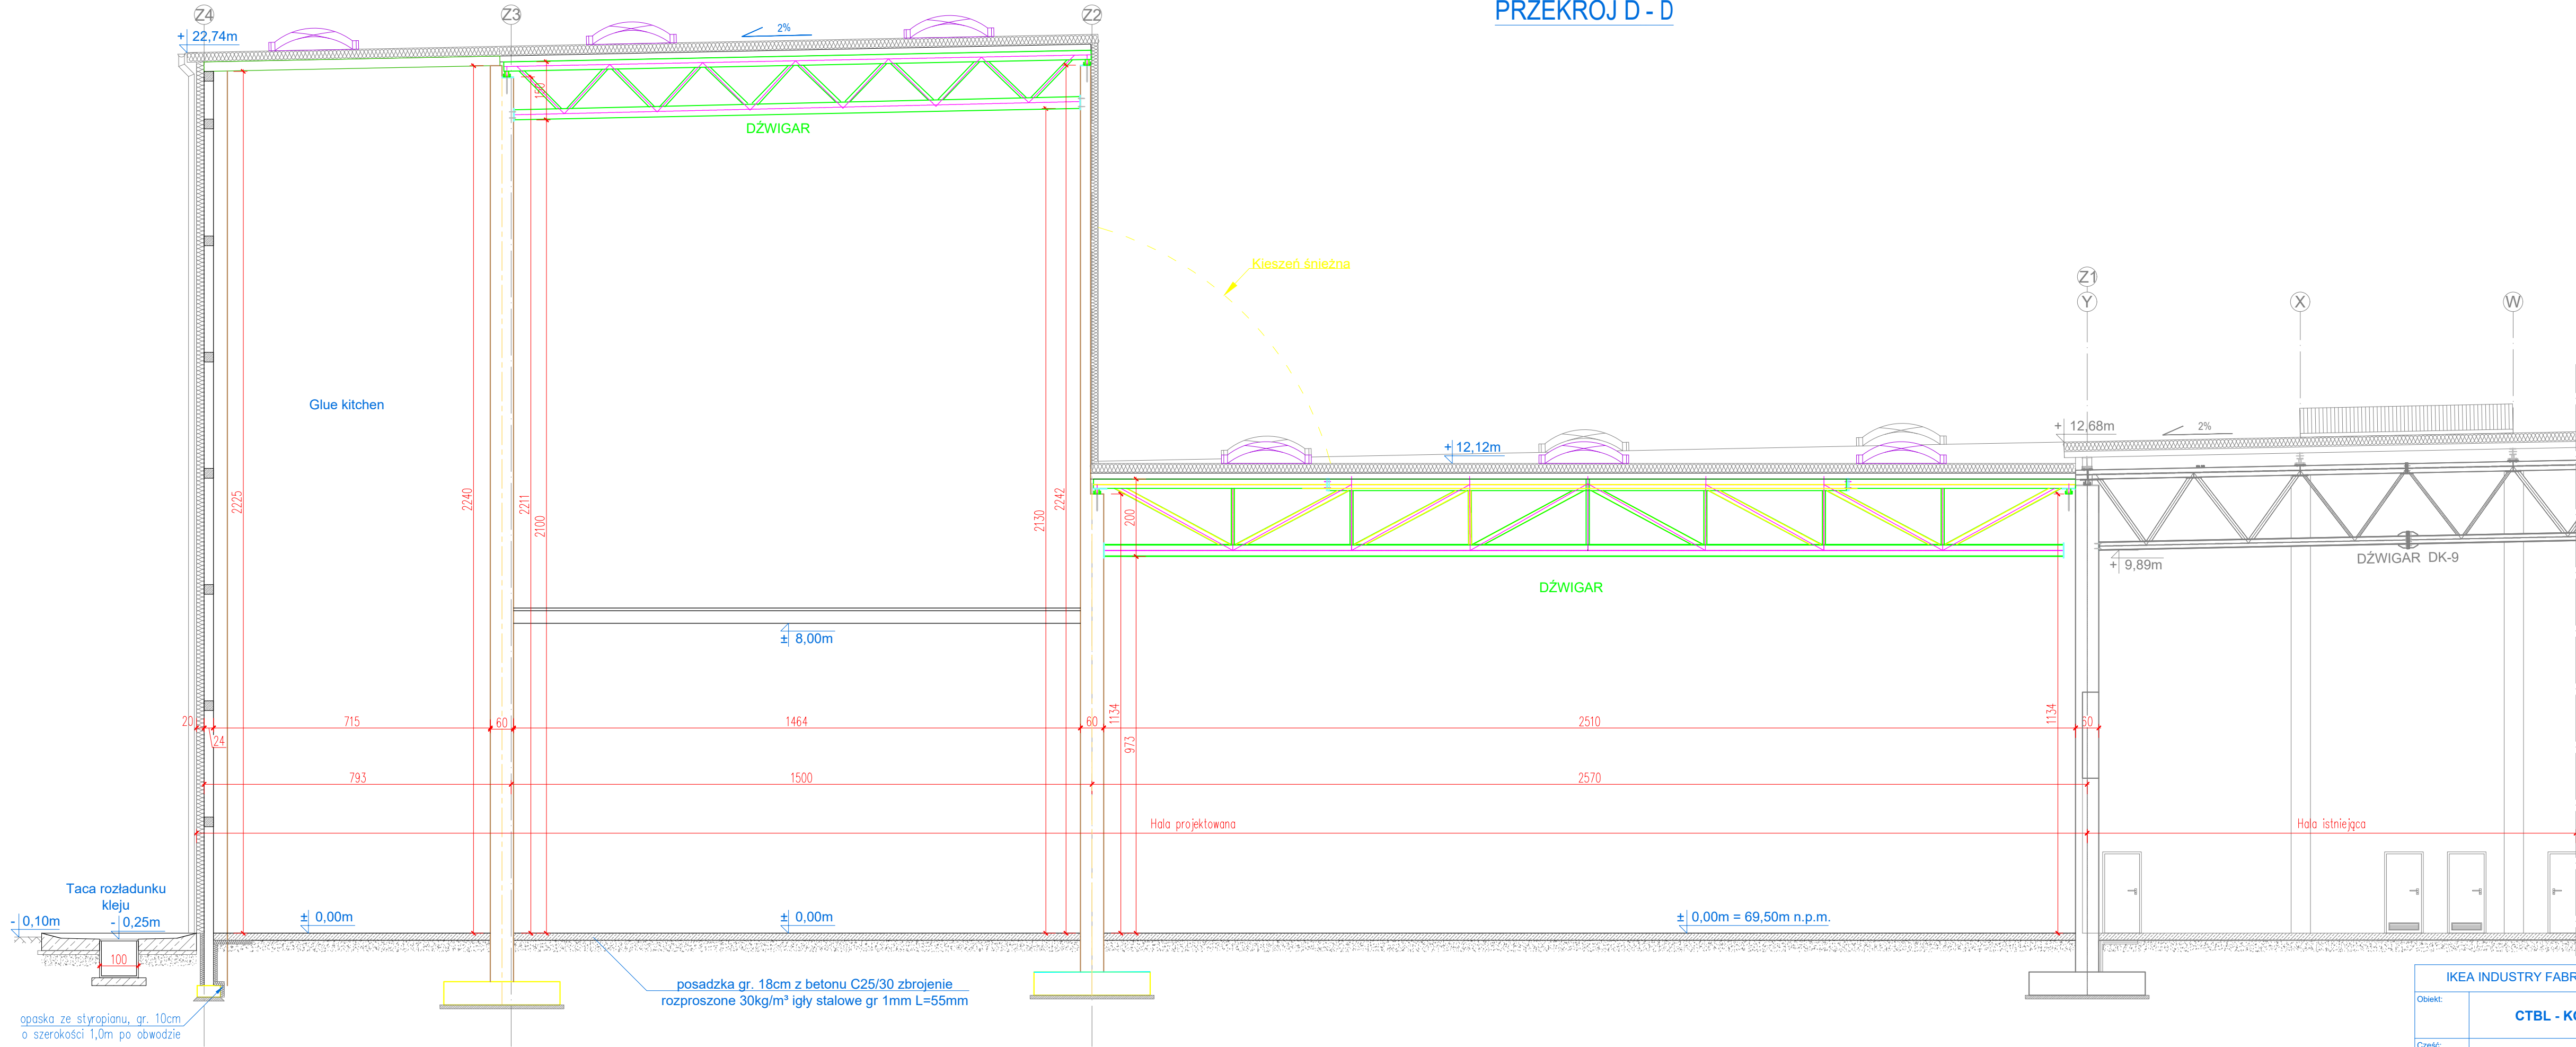 PRZEKRÓJ D - D
Z4
Z3
Z2
+ 22,74m
2%
180
DŹWIGAR
Kieszeń śnieżna
Z1
Y
X
W
Glue kitchen
2225
2240
2211
2100
2130
2242
+ 12,12m
+ 12,68m
2%
200
DŹWIGAR
+ 9,89m
DŹWIGAR DK-9
± 8,00m
20
24
715
60
1464
60
1134
973
2510
1134
60
793
1500
2570
Hala projektowana
Hala istniejąca
Taca rozładunku
kleju
- 0,10m
- 0,25m
± 0,00m
± 0,00m
± 0,00m = 69,50m n.p.m.
100
posadzka gr. 18cm z betonu C25/30 zbrojenie
rozproszone 30kg/m³ igły stalowe gr 1mm L=55mm
opaska ze styropianu, gr. 10cm
o szerokości 1,0m po obwodzie
IKEA INDUSTRY FABR
Obiekt:
CTBL - K
Część: